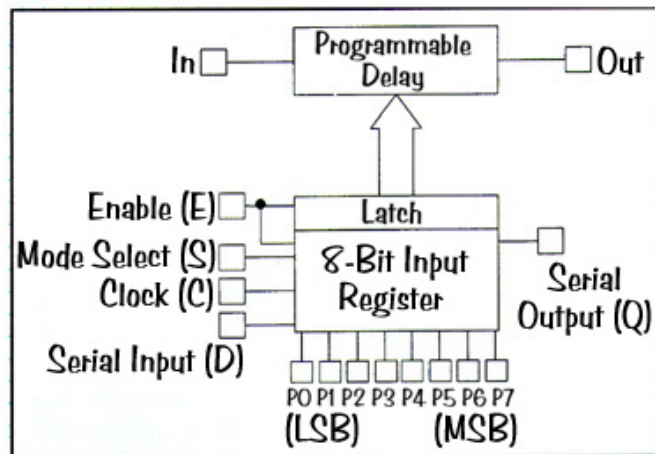 In
Programmable
Delay
Out
Enable (E)
Latch
Mode Select (S)
8-Bit Input
Register
Clock (C)
Serial
Output (Q)
Serial Input (D)
P0 P1 P2 P3 P4 P5 P6 P7
(LSB) (MSB)